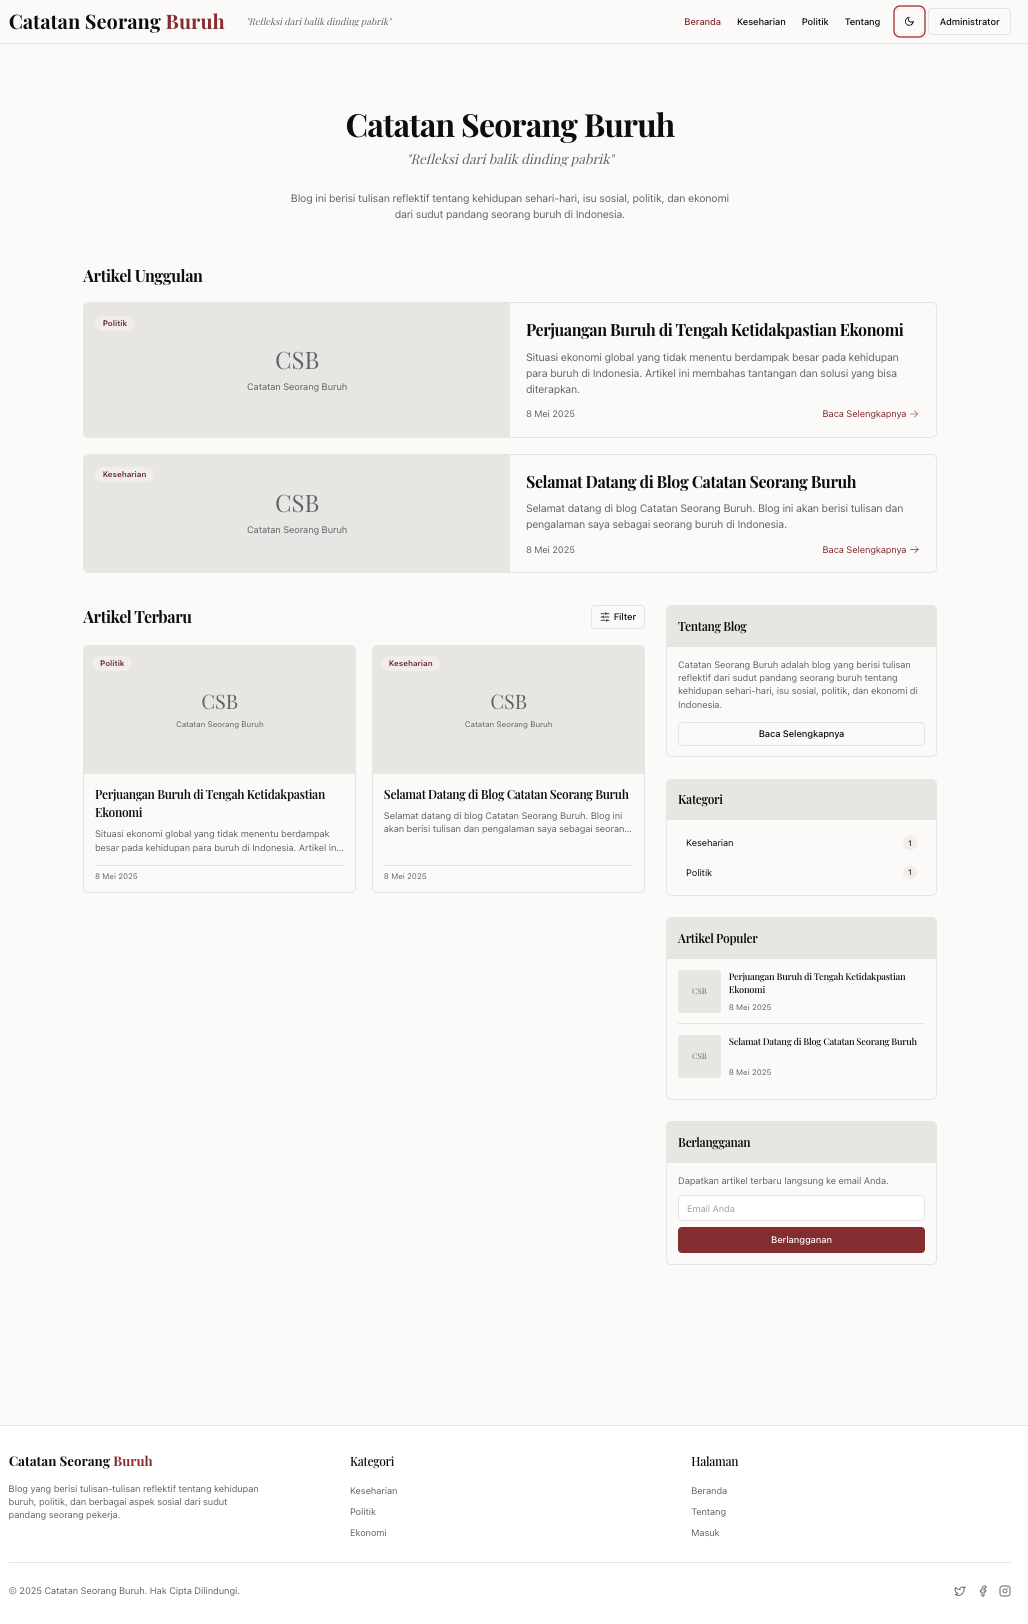 Catatan Seorang Buruh
"Refleksi dari balik dinding pabrik"
Beranda
Keseharian
Politik
Tentang
Administrator
Catatan Seorang Buruh
"Refleksi dari balik dinding pabrik"
Blog ini berisi tulisan reflektif tentang kehidupan sehari-hari, isu sosial, politik, dan ekonomi
dari sudut pandang seorang buruh di Indonesia.
Artikel Unggulan
Politik
CSB
Catatan Seorang Buruh
Perjuangan Buruh di Tengah Ketidakpastian Ekonomi
Situasi ekonomi global yang tidak menentu berdampak besar pada kehidupan
para buruh di Indonesia. Artikel ini membahas tantangan dan solusi yang bisa
diterapkan.
8 Mei 2025
Baca Selengkapnya →
Keseharian
CSB
Catatan Seorang Buruh
Selamat Datang di Blog Catatan Seorang Buruh
Selamat datang di blog Catatan Seorang Buruh. Blog ini akan berisi tulisan dan
pengalaman saya sebagai seorang buruh di Indonesia.
8 Mei 2025
Baca Selengkapnya →
Artikel Terbaru
Filter
Politik
CSB
Catatan Seorang Buruh
Perjuangan Buruh di Tengah Ketidakpastian
Ekonomi
Situasi ekonomi global yang tidak menentu berdampak
besar pada kehidupan para buruh di Indonesia. Artikel in...
8 Mei 2025
Keseharian
CSB
Catatan Seorang Buruh
Selamat Datang di Blog Catatan Seorang Buruh
Selamat datang di blog Catatan Seorang Buruh. Blog ini
akan berisi tulisan dan pengalaman saya sebagai seoran...
8 Mei 2025
Tentang Blog
Catatan Seorang Buruh adalah blog yang berisi tulisan
reflektif dari sudut pandang seorang buruh tentang
kehidupan sehari-hari, isu sosial, politik, dan ekonomi di
Indonesia.
Baca Selengkapnya
Kategori
Keseharian 1
Politik 1
Artikel Populer
CSB
Perjuangan Buruh di Tengah Ketidakpastian
Ekonomi
8 Mei 2025
CSB
Selamat Datang di Blog Catatan Seorang Buruh
8 Mei 2025
Berlangganan
Dapatkan artikel terbaru langsung ke email Anda.
Email Anda
Berlangganan
Catatan Seorang Buruh
Blog yang berisi tulisan-tulisan reflektif tentang kehidupan
buruh, politik, dan berbagai aspek sosial dari sudut
pandang seorang pekerja.
Kategori
Keseharian
Politik
Ekonomi
Halaman
Beranda
Tentang
Masuk
© 2025 Catatan Seorang Buruh. Hak Cipta Dilindungi.